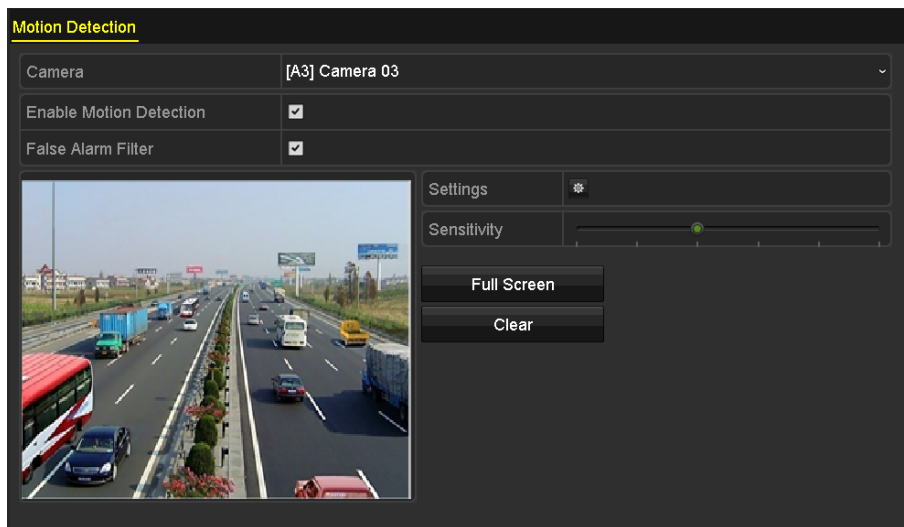 Motion Detection
Camera [A3] Camera 03
Enable Motion Detection
False Alarm Filter
Settings
Sensitivity
Full Screen
Clear